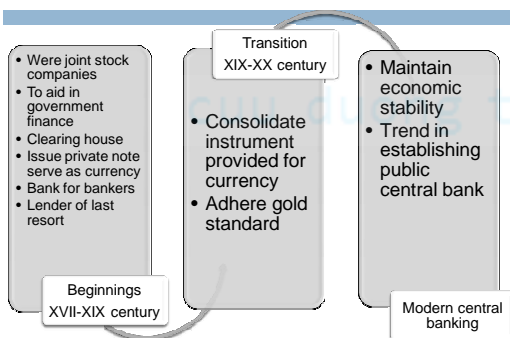 • Were joint stock
companies
• To aid in
government
finance
• Clearing house
• Issue private note
serve as currency
• Bank for bankers
• Lender of last
resort
Beginnings
XVII-XIX century
Transition
XIX-XX century
• Consolidate
instrument
provided for
currency
• Adhere gold
standard
• Maintain
economic
stability
• Trend in
establishing
public
central bank
Modern central
banking
cuu duong t